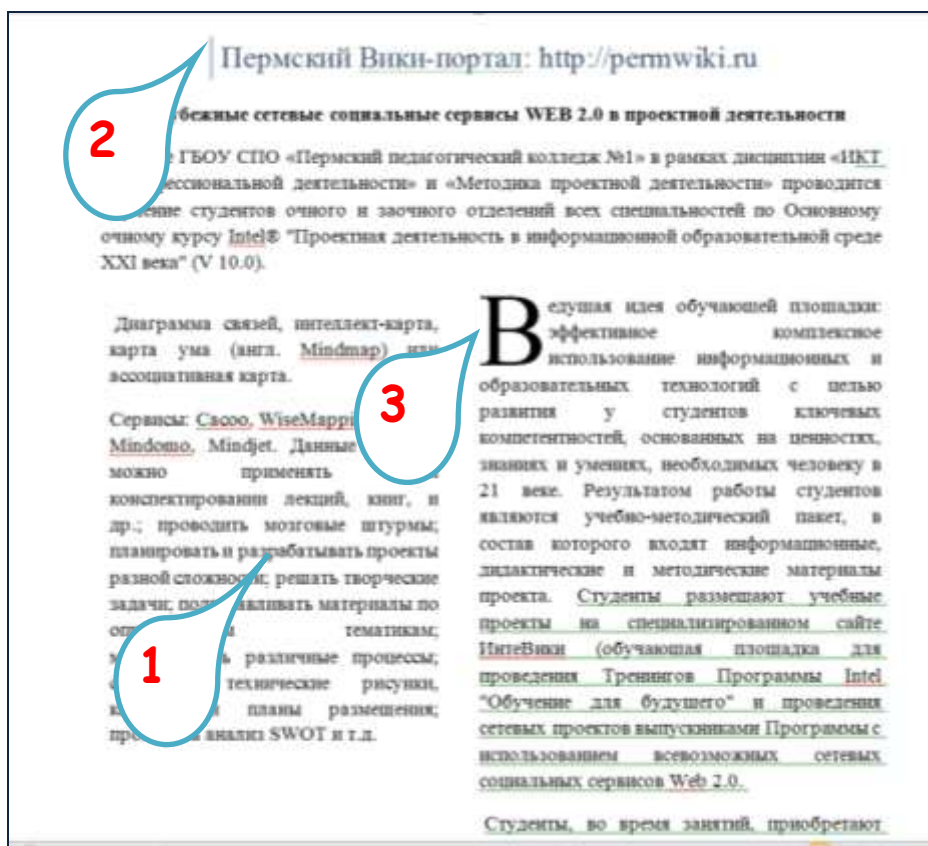 Пермский Вики-портал: http://permwiki.ru
бежные сетевые социальные сервисы WEB 2.0 в проектной деятельности
2
ГБОУ СПО «Пермский педагогический колледж №1» в рамках дисциплин «ИКТ
ессиональной деятельности» и «Методика проектной деятельности» проводится
ение студентов очного и заочного отделений всех специальностей по Основному
очному курсу Intel® "Проектная деятельность в информационной образовательной среде
XXI века" (V 10.0).
Диаграмма связей, интеллект-карта,
карта ума (англ. Mindmap) или
ассоциативная карта.
Сервисы: Cacoo, WiseMappi
Mindomo, Mindjet. Данные
можно применять
конспектировании лекций, книг, и
др.; проводить мозговые штурмы;
планировать и разрабатывать проекты
разной сложности; решать творческие
задачи; под авливать материалы по
тематикам;
1
различные процессы;
технические рисунки,
планы размещения;
анализ SWOT и т.д.
3
Ведущая идея обучающей площадки:
эффективное комплексное
использование информационных и
образовательных технологий с целью
развития у студентов ключевых
компетентностей, основанных на ценностях,
знаниях и умениях, необходимых человеку в
21 веке. Результатом работы студентов
являются учебно-методический пакет, в
состав которого входят информационные,
дидактические и методические материалы
проекта. Студенты размещают учебные
проекты на специализированном сайте
ИнтеВики (обучающая площадка для
проведения Тренингов Программы Intel
"Обучение для будущего" и проведения
сетевых проектов выпускниками Программы с
использованием всевозможных сетевых
социальных сервисов Web 2.0.
Студенты, во время занятий, приобретают